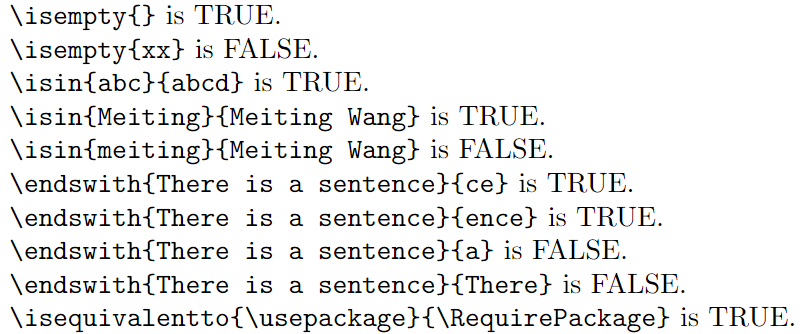 \isempty{} is TRUE.
\isempty{xx} is FALSE.
\isin{abc}{abcd} is TRUE.
\isin{Meiting}{Meiting Wang} is TRUE.
\isin{meiting}{Meiting Wang} is FALSE.
\endswith{There is a sentence}{ce} is TRUE.
\endswith{There is a sentence}{ence} is TRUE.
\endswith{There is a sentence}{a} is FALSE.
\endswith{There is a sentence}{There} is FALSE.
\isequivalentto{\usepackage}{\RequirePackage} is TRUE.